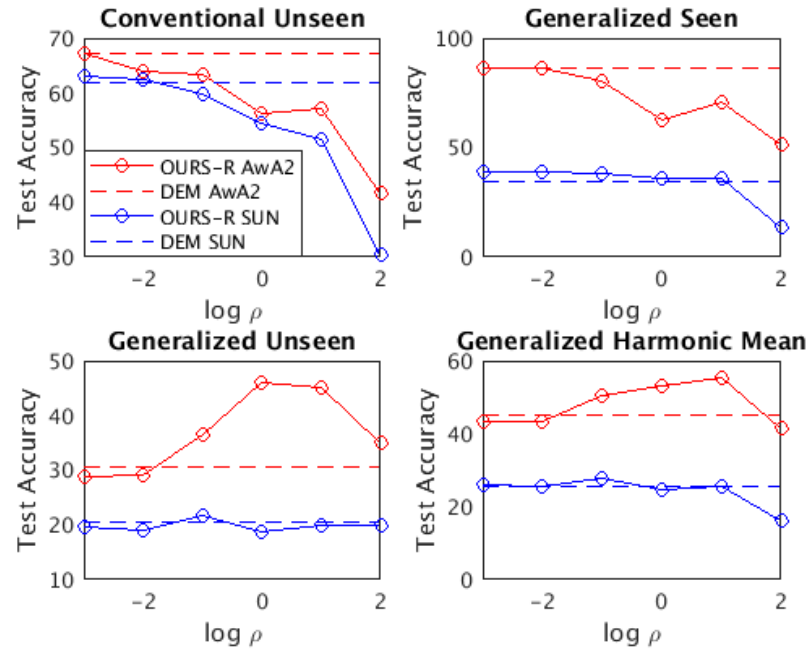 Conventional Unseen
70
60
50
40
30
Test Accuracy
OURS-R AwA2
DEM AwA2
OURS-R SUN
DEM SUN
-2
0
2
log ρ
Generalized Seen
100
50
0
Test Accuracy
-2
0
2
log ρ
Generalized Unseen
50
40
30
20
10
Test Accuracy
-2
0
2
log ρ
Generalized Harmonic Mean
60
40
20
0
Test Accuracy
-2
0
2
log ρ